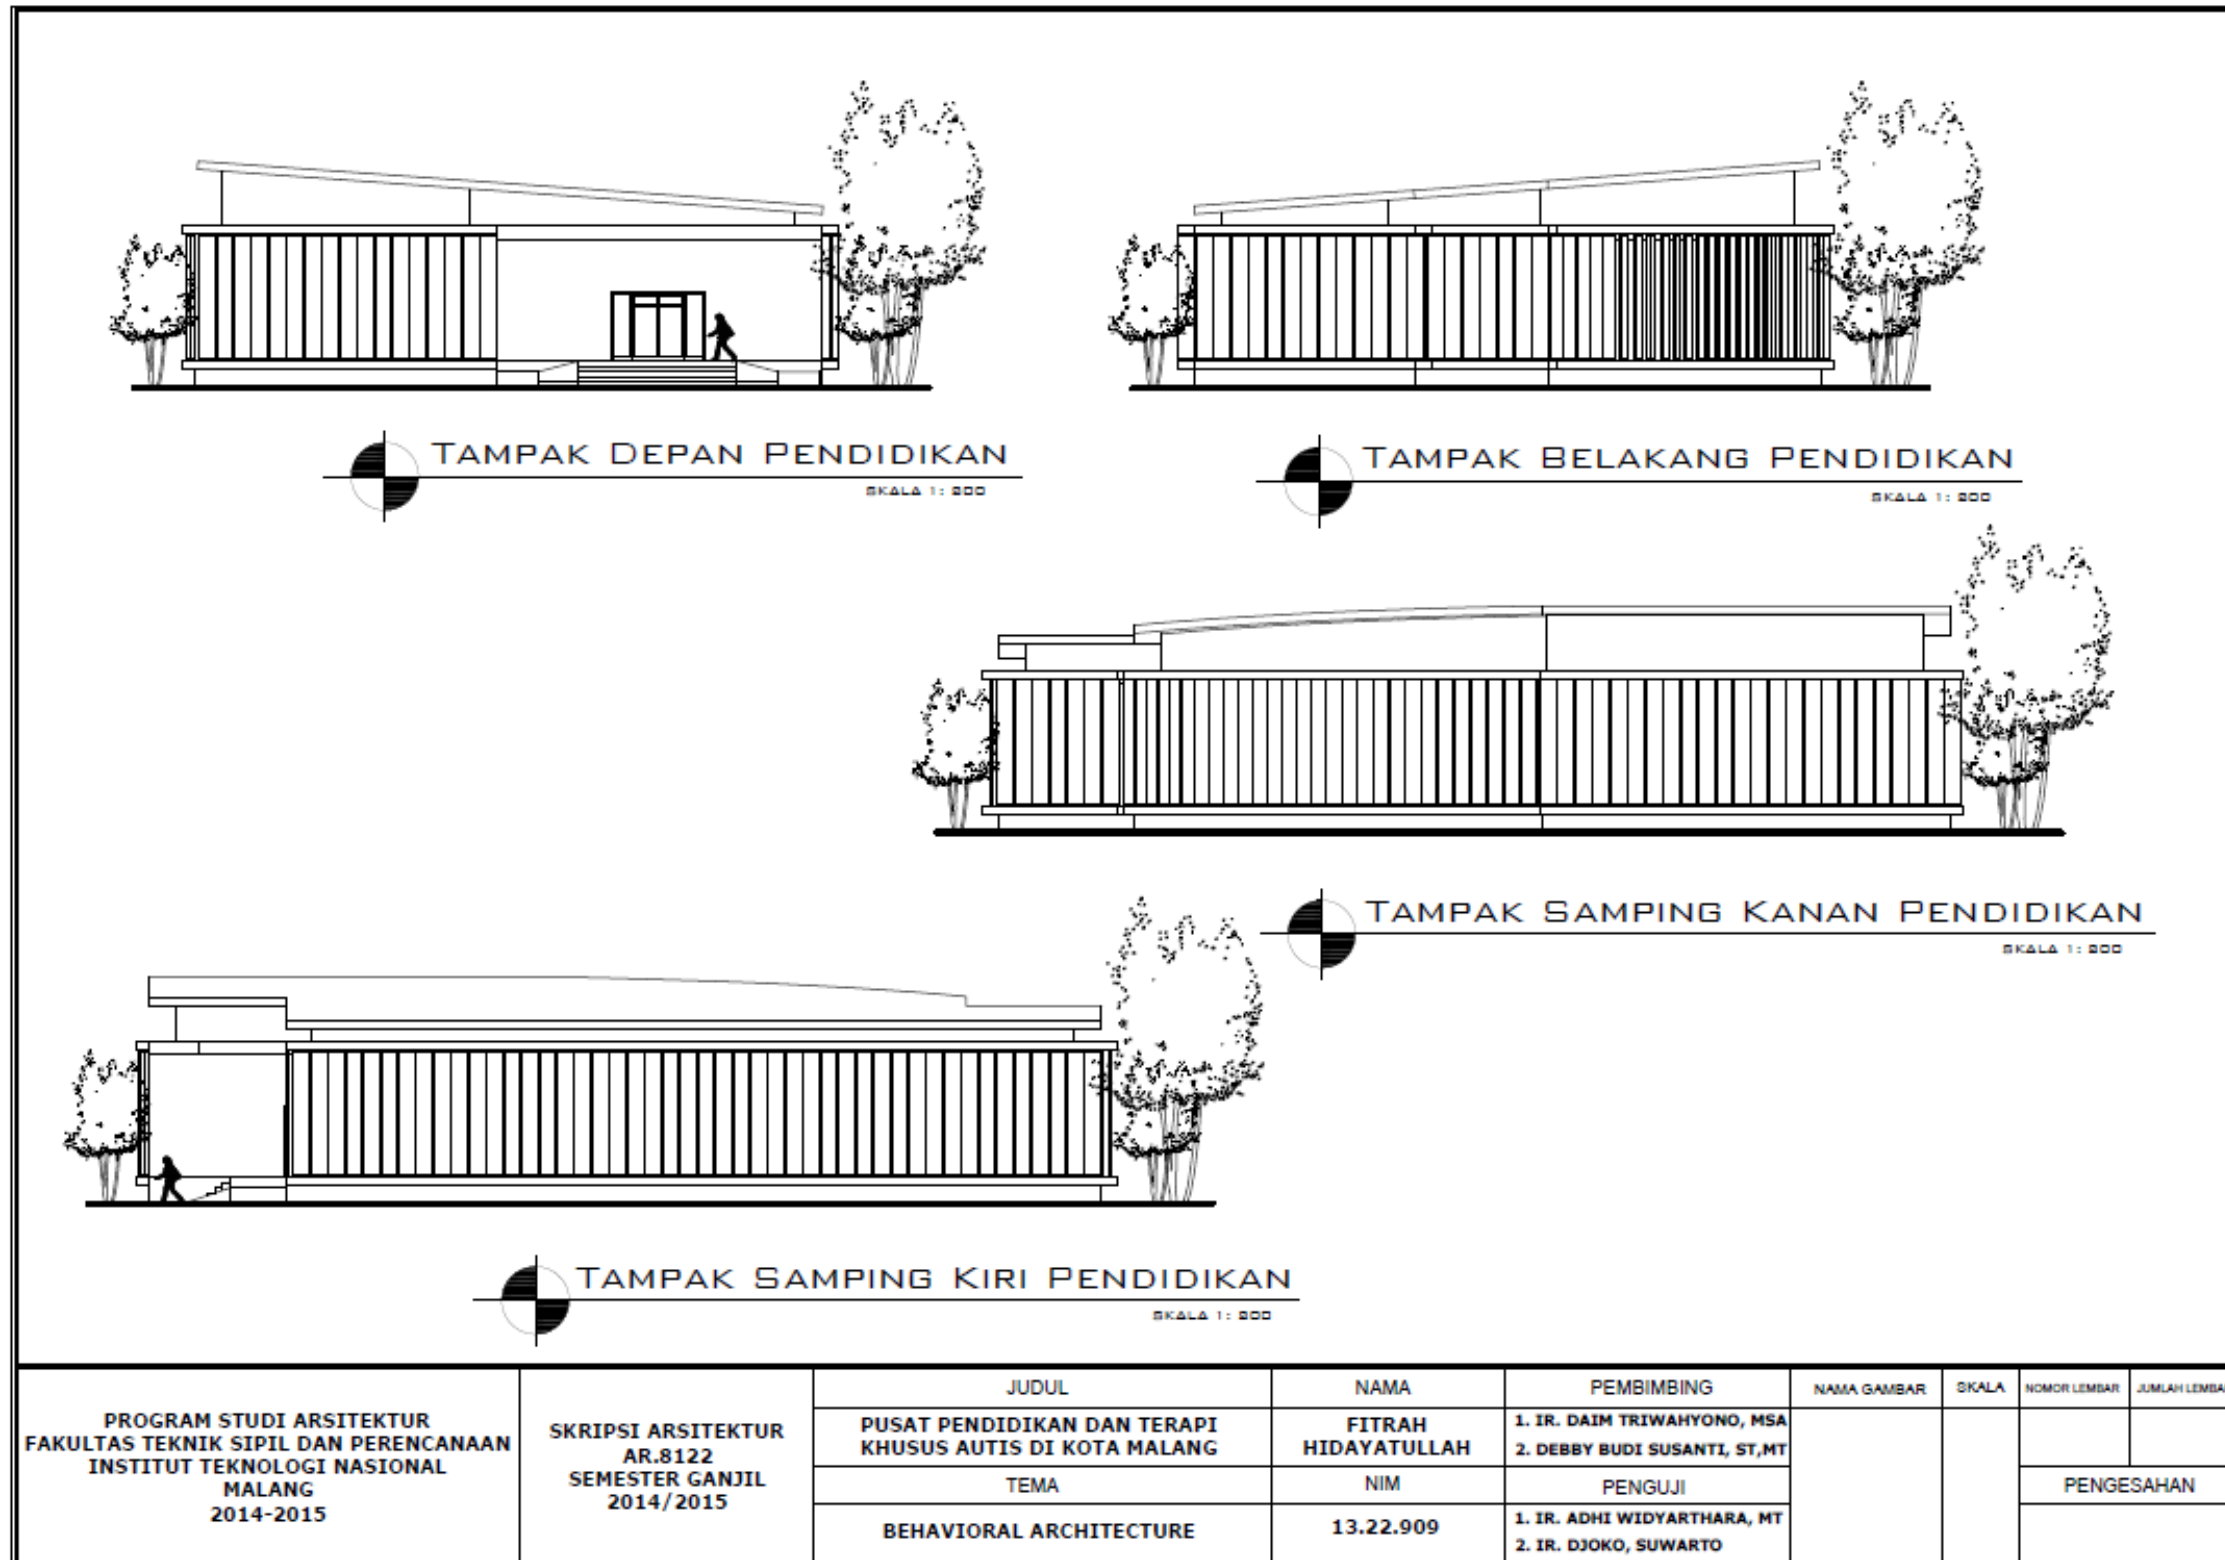 TAMPAK DEPAN PENDIDIKAN
SKALA 1: 200
TAMPAK BELAKANG PENDIDIKAN
SKALA 1: 200
TAMPAK SAMPING KANAN PENDIDIKAN
SKALA 1: 200
TAMPAK SAMPING KIRI PENDIDIKAN
SKALA 1: 200
PROGRAM STUDI ARSITEKTUR
FAKULTAS TEKNIK SIPIL DAN PERENCANAAN
INSTITUT TEKNOLOGI NASIONAL
MALANG
2014-2015
SKRIPSI ARSITEKTUR
AR.8122
SEMESTER GANJIL
2014/2015
JUDUL
PUSAT PENDIDIKAN DAN TERAPI
KHUSUS AUTIS DI KOTA MALANG
TEMA
BEHAVIORAL ARCHITECTURE
NAMA
FITRAH
HIDAYATULLAH
NIM
13.22.909
PEMBIMBING
1. IR. DAIM TRIWAHYONO, MSA
2. DEBBY BUDI SUSANTI, ST,MT
PENGUJI
1. IR. ADHI WIDYARTHARA, MT
2. IR. DJOKO, SUWARTO
NAMA GAMBAR
SKALA
NOMOR LEMBAR
JUMLAH LEMBA
PENGESAHAN